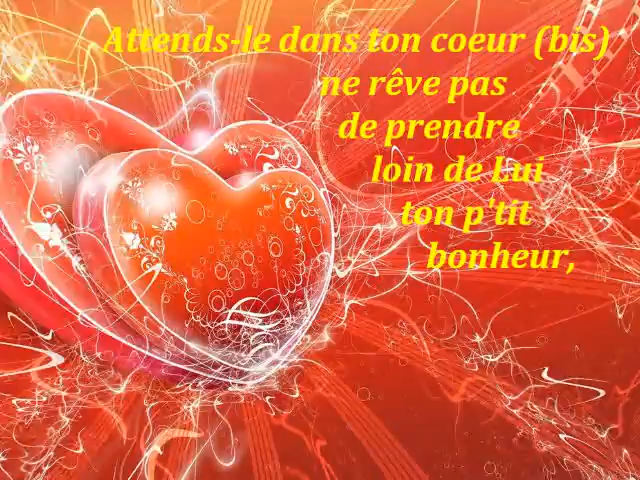 Attends-le dans ton coeur (bis)
ne rêve pas
de prendre
loin de Lui
ton p'tit
bonheur,